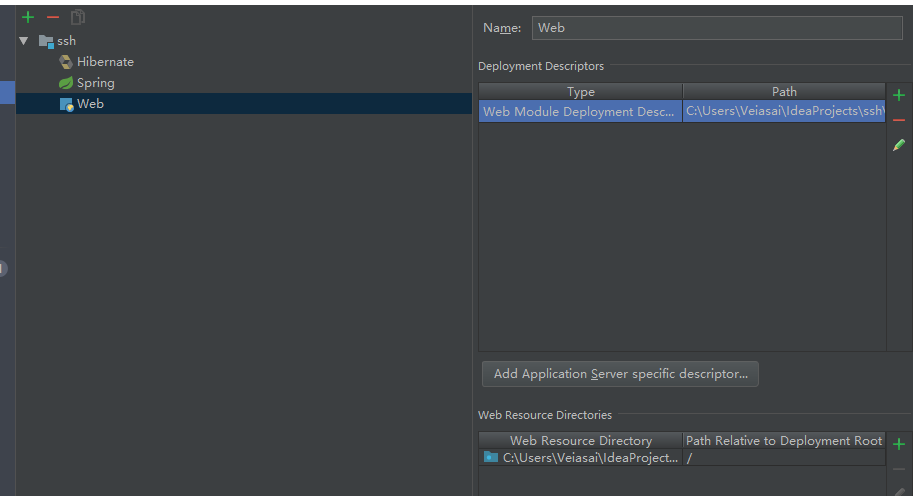 ssh
Hibernate
Spring
Web
Name: Web
Deployment Descriptors
Type Path
Web Module Deployment Desc... C:\Users\Veiasai\IdeaProjects\ssh\
Add Application Server specific descriptor...
Web Resource Directories
Web Resource Directory Path Relative to Deployment Root
C:\Users\Veiasai\IdeaProject... /